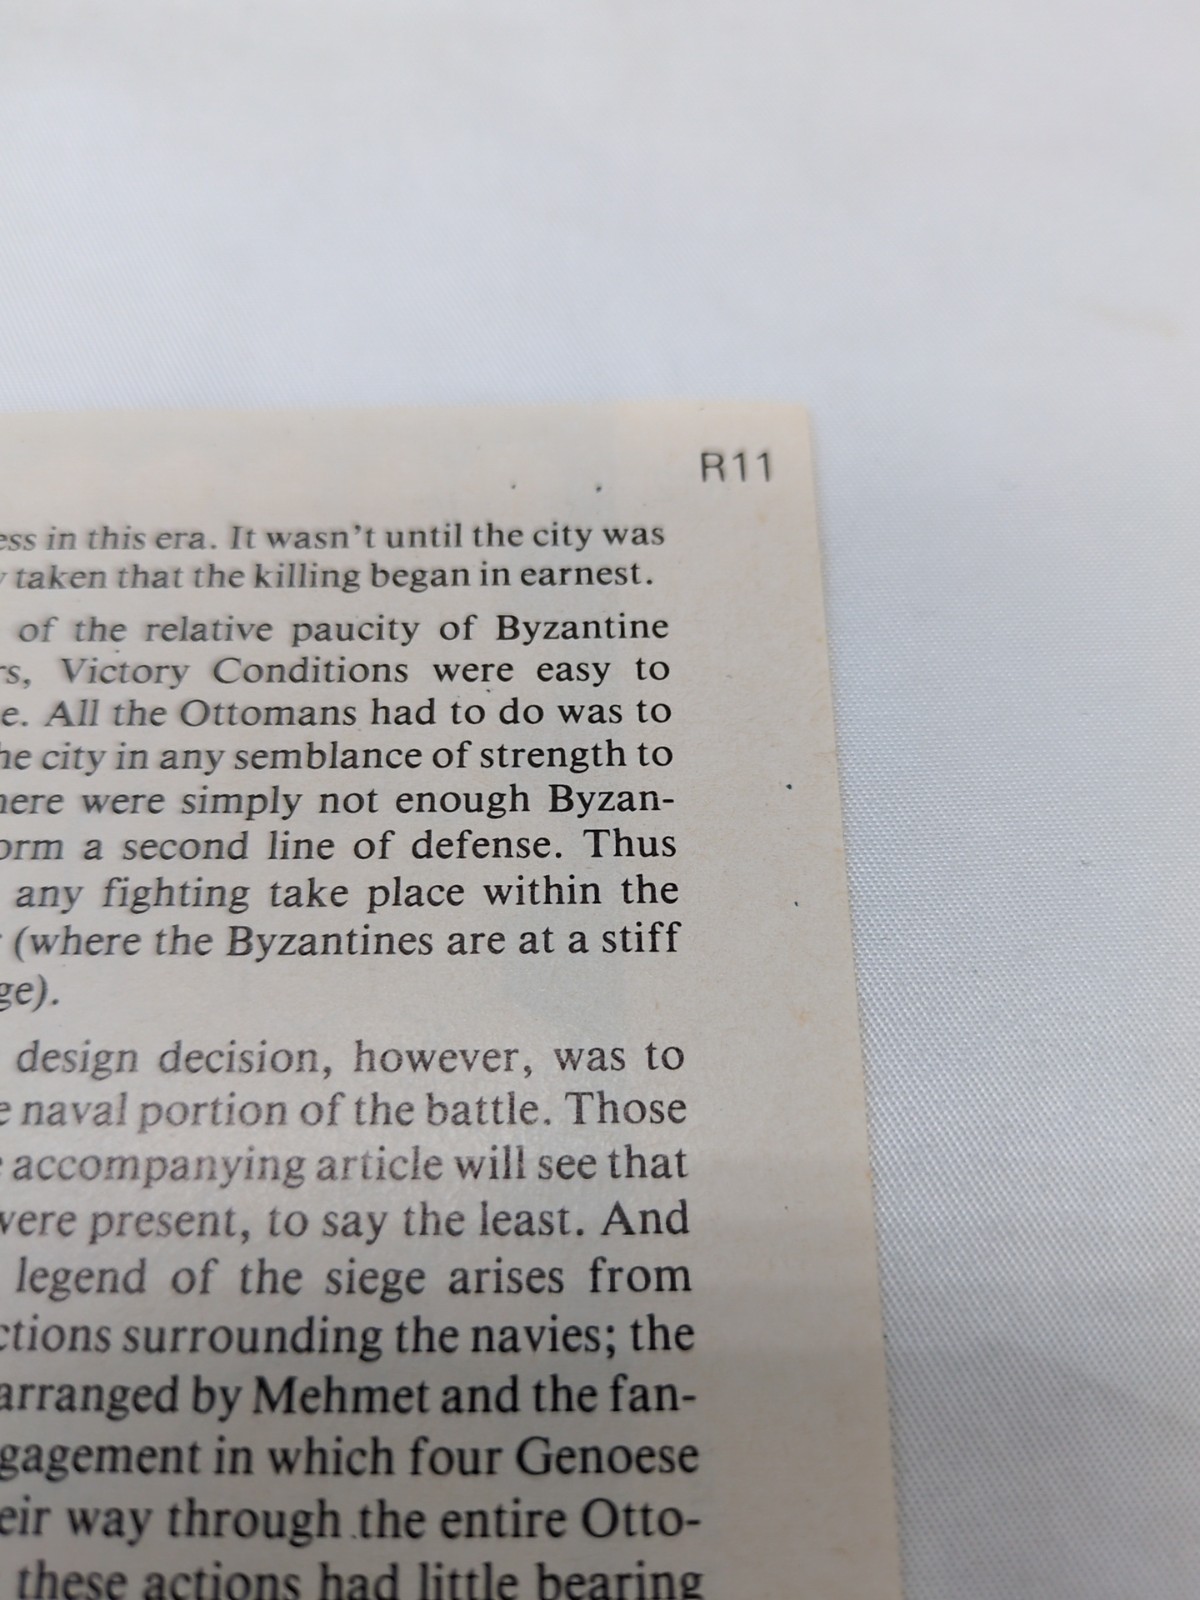 R11
ess in this era. It wasn't until the city was
taken that the killing began in earnest.
of the relative paucity of Byzantine
rs, Victory Conditions were easy to
e. All the Ottomans had to do was to
he city in any semblance of strength to
here were simply not enough Byzan-
orm a second line of defense. Thus
any fighting take place within the
(where the Byzantines are at a stiff
ge).
design decision, however, was to
e naval portion of the battle. Those
accompanying article will see that
were present, to say the least. And
legend of the siege arises from
ctions surrounding the navies; the
arranged by Mehmet and the fan-
gagement in which four Genoese
eir way through the entire Otto-
these actions had little bearing